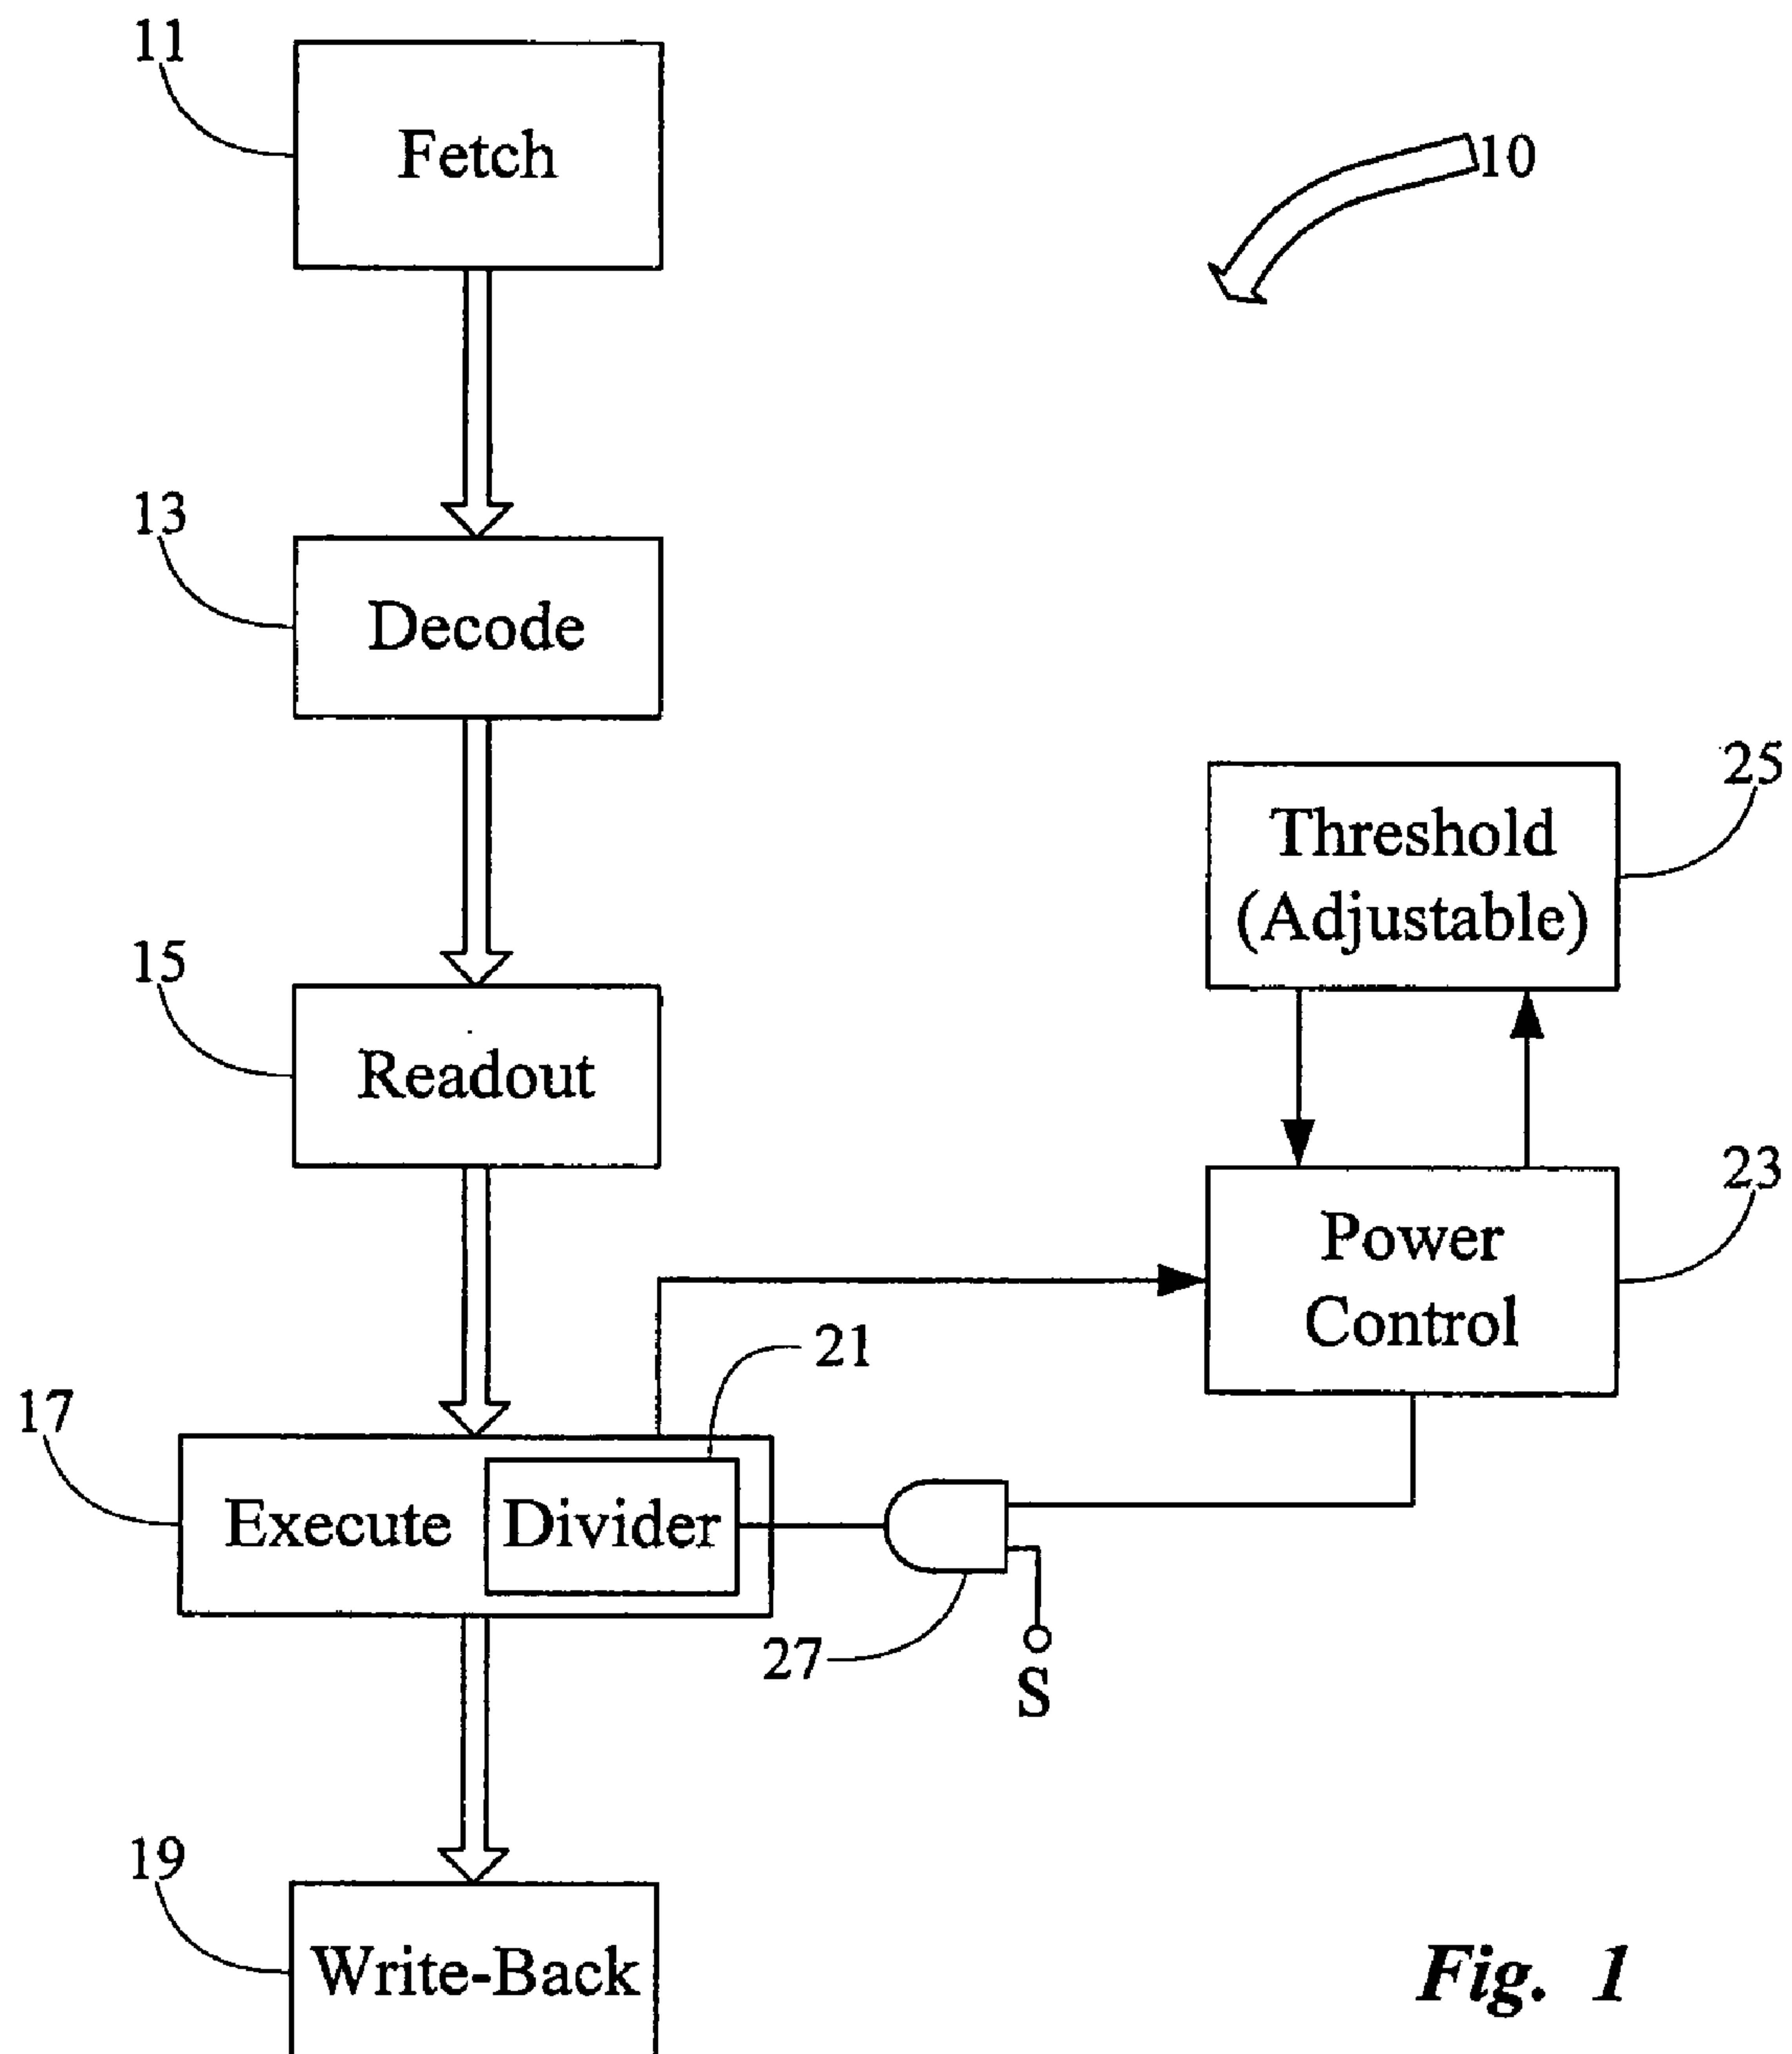 11
Fetch
10
13
Decode
25
Threshold
(Adjustable)
15
Readout
23
Power
Control
21
17
Execute
Divider
27
S
19
Write-Back
Fig. 1